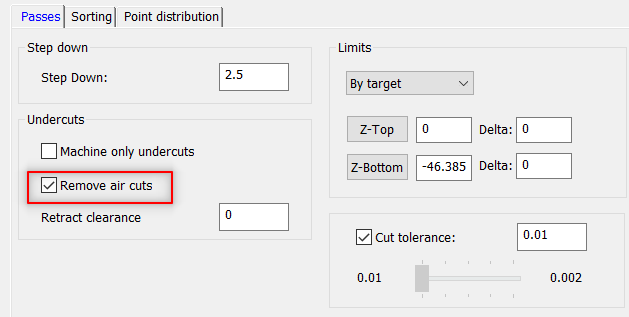 Passes Sorting Point distribution
Step down
Step Down: 2.5
Undercuts
Machine only undercuts
Remove air cuts
Retract clearance 0
Limits
By target
Z-Top 0 Delta: 0
Z-Bottom -46.385 Delta: 0
Cut tolerance: 0.01
0.01 0.002